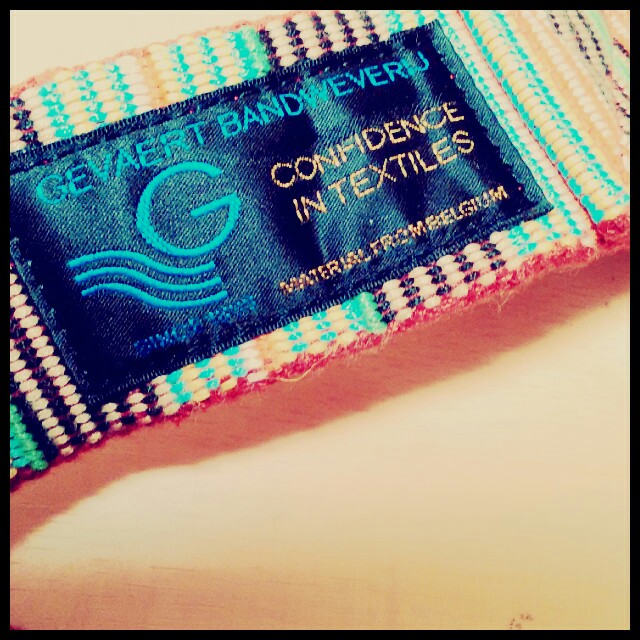 GEVAERT BANDWEVERIJ
G
CONFIDENCE
IN TEXTILES
MATERIAL FROM BELGIUM